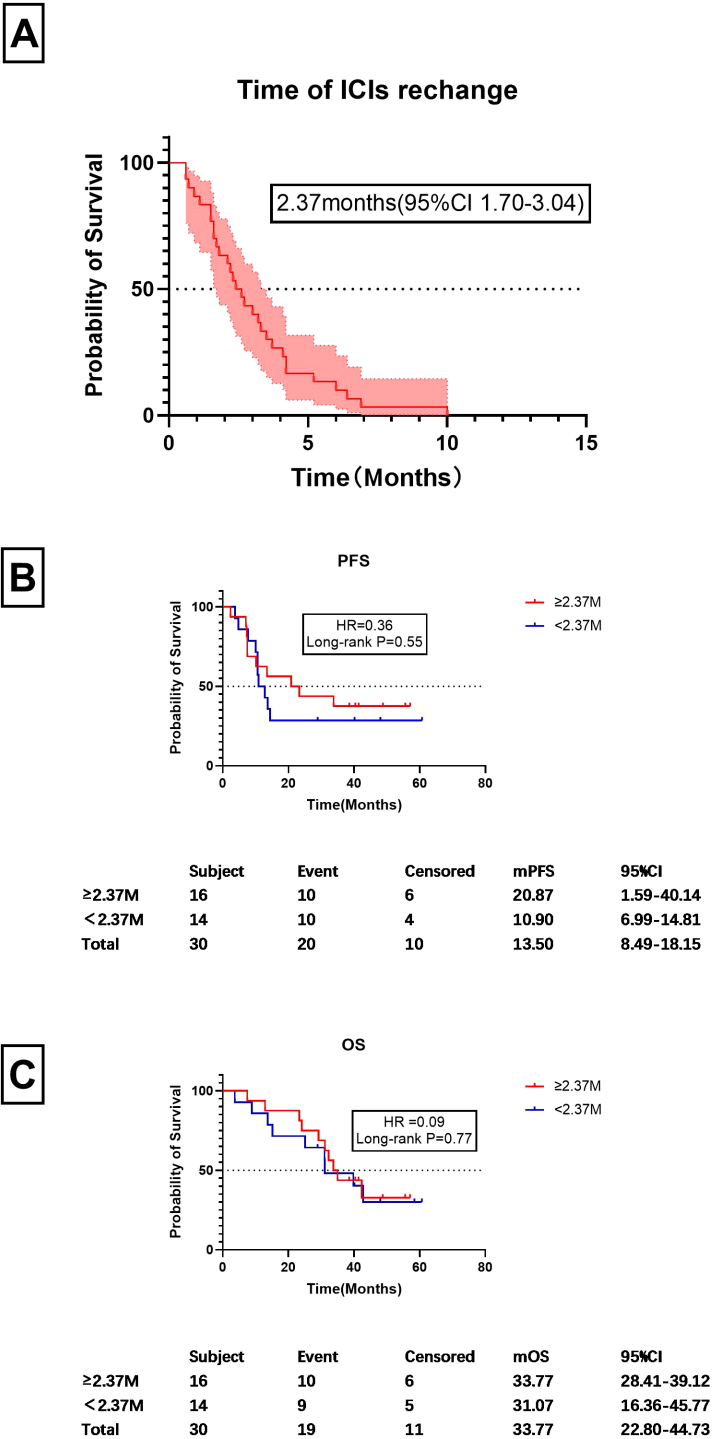 A
Time of ICIs rechange
2.37months(95%CI 1.70-3.04)
Probability of Survival
100
50
0
0 5 10 15
Time(Months)
B
PFS
≥2.37M
<2.37M
HR=0.36
Long-rank P=0.55
Probability of Survival
100
50
0
0 20 40 60 80
Time(Months)
Subject Event Censored mPFS 95%CI
≥2.37M 16 10 6 20.87 1.59-40.14
<2.37M 14 10 4 10.90 6.99-14.81
Total 30 20 10 13.50 8.49-18.15
C
OS
≥2.37M
<2.37M
HR =0.09
Long-rank P=0.77
Probability of Survival
100
50
0
0 20 40 60 80
Time(Months)
Subject Event Censored mOS 95%CI
≥2.37M 16 10 6 33.77 28.41-39.12
<2.37M 14 9 5 31.07 16.36-45.77
Total 30 19 11 33.77 22.80-44.73